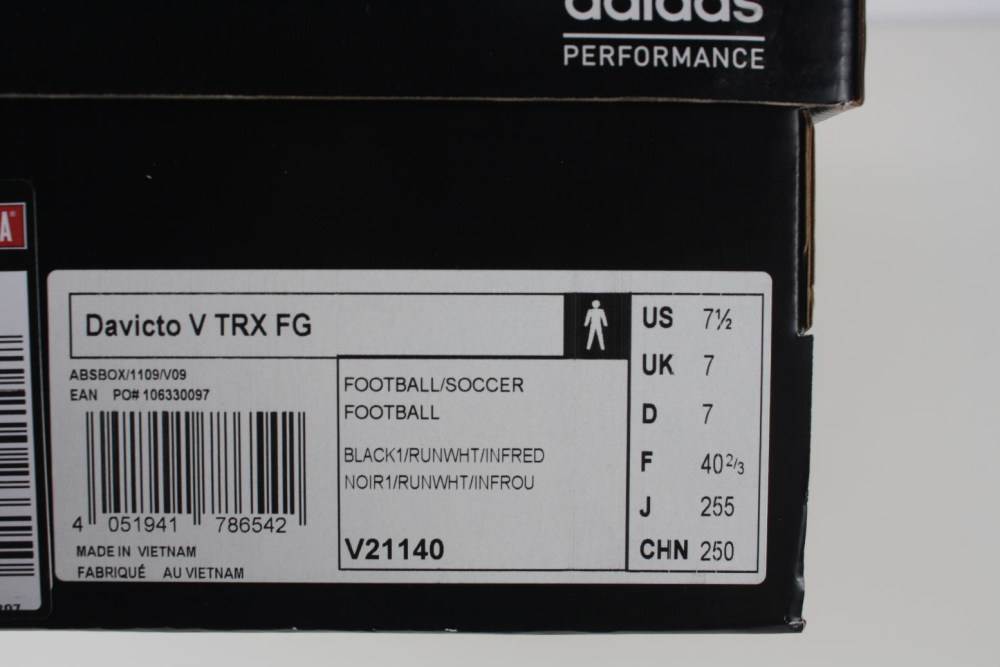 adidas
PERFORMANCE
A
Davicto V TRX FG
ABSBOX/1109/V09
EAN PO# 106330097
4 051941 786542
MADE IN VIETNAM
FABRIQUÉ AU VIETNAM
FOOTBALL/SOCCER
FOOTBALL
BLACK1/RUNWHT/INFRED
NOIR1/RUNWHT/INFROU
V21140
US 7½
UK 7
D 7
F 40 2/3
J 255
CHN 250